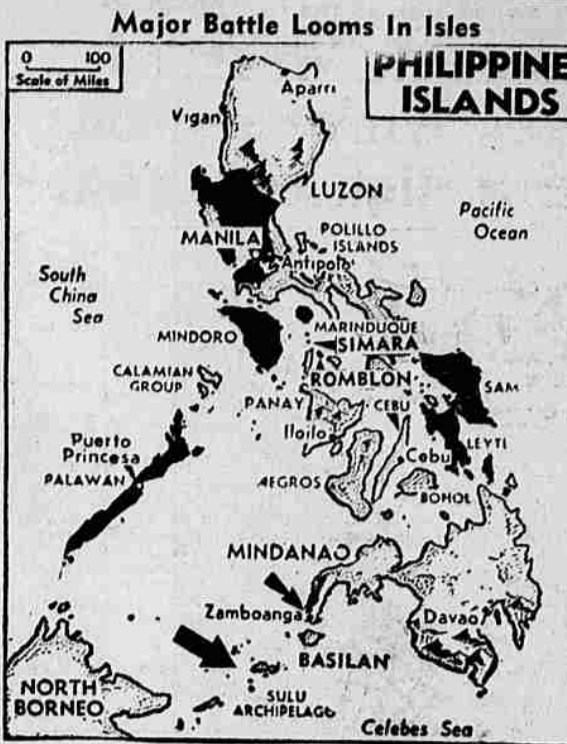 Major Battle Looms In Isles
0 100
Scale of Miles
PHILIPPINE
ISLANDS
Aparri
Vigan
LUZON
Pacific
Ocean
MANILA
POLILLO
ISLANDS
Antipolo
South
China
Sea
MINDORO
MARINDUQUE
SIMARA
CALAMIAN
GROUP
ROMBLON
SAM
PANAY
CEBU
Iloilo
LEYTE
Puerto
Princesa
Cebu
PALAWAN
NEGROS
BOHOL
MINDANAO
Zamboanga
Davao
BASILAN
NORTH
BORNEO
SULU
ARCHIPELAGO
Celebes Sea